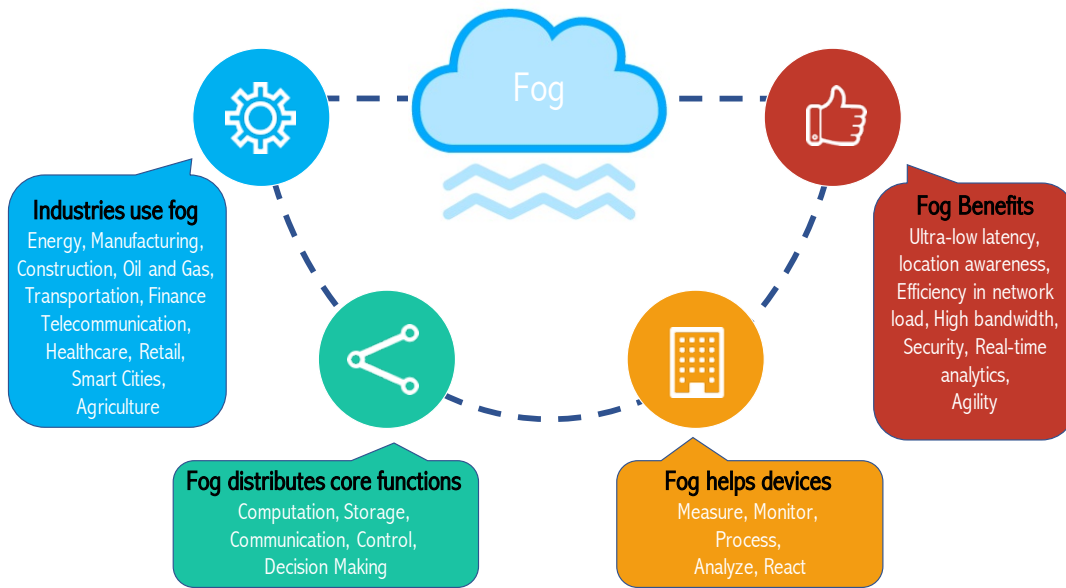 Fog
Industries use fog
Energy, Manufacturing,
Construction, Oil and Gas,
Transportation, Finance
Telecommunication,
Healthcare, Retail,
Smart Cities,
Agriculture
Fog distributes core functions
Computation, Storage,
Communication, Control,
Decision Making
Fog helps devices
Measure, Monitor,
Process,
Analyze, React
Fog Benefits
Ultra-low latency,
location awareness,
Efficiency in network
load, High bandwidth,
Security, Real-time
analytics,
Agility